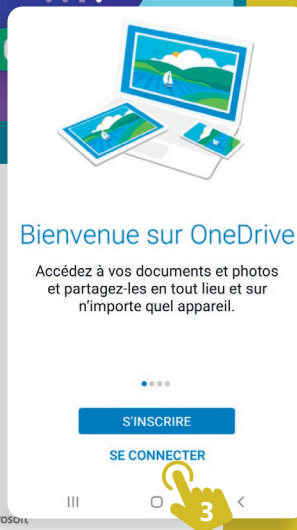 Bienvenue sur OneDrive
Accédez à vos documents et photos
et partagez-les en tout lieu et sur
n'importe quel appareil.
S'INSCRIRE
SE CONNECTER
3
osoft